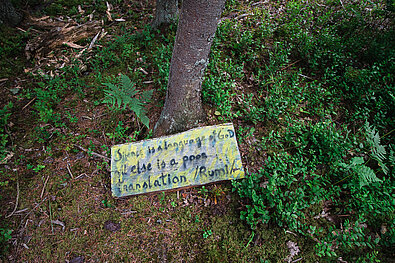 Silence is language of God
all else is a poor
translation /Rumi/